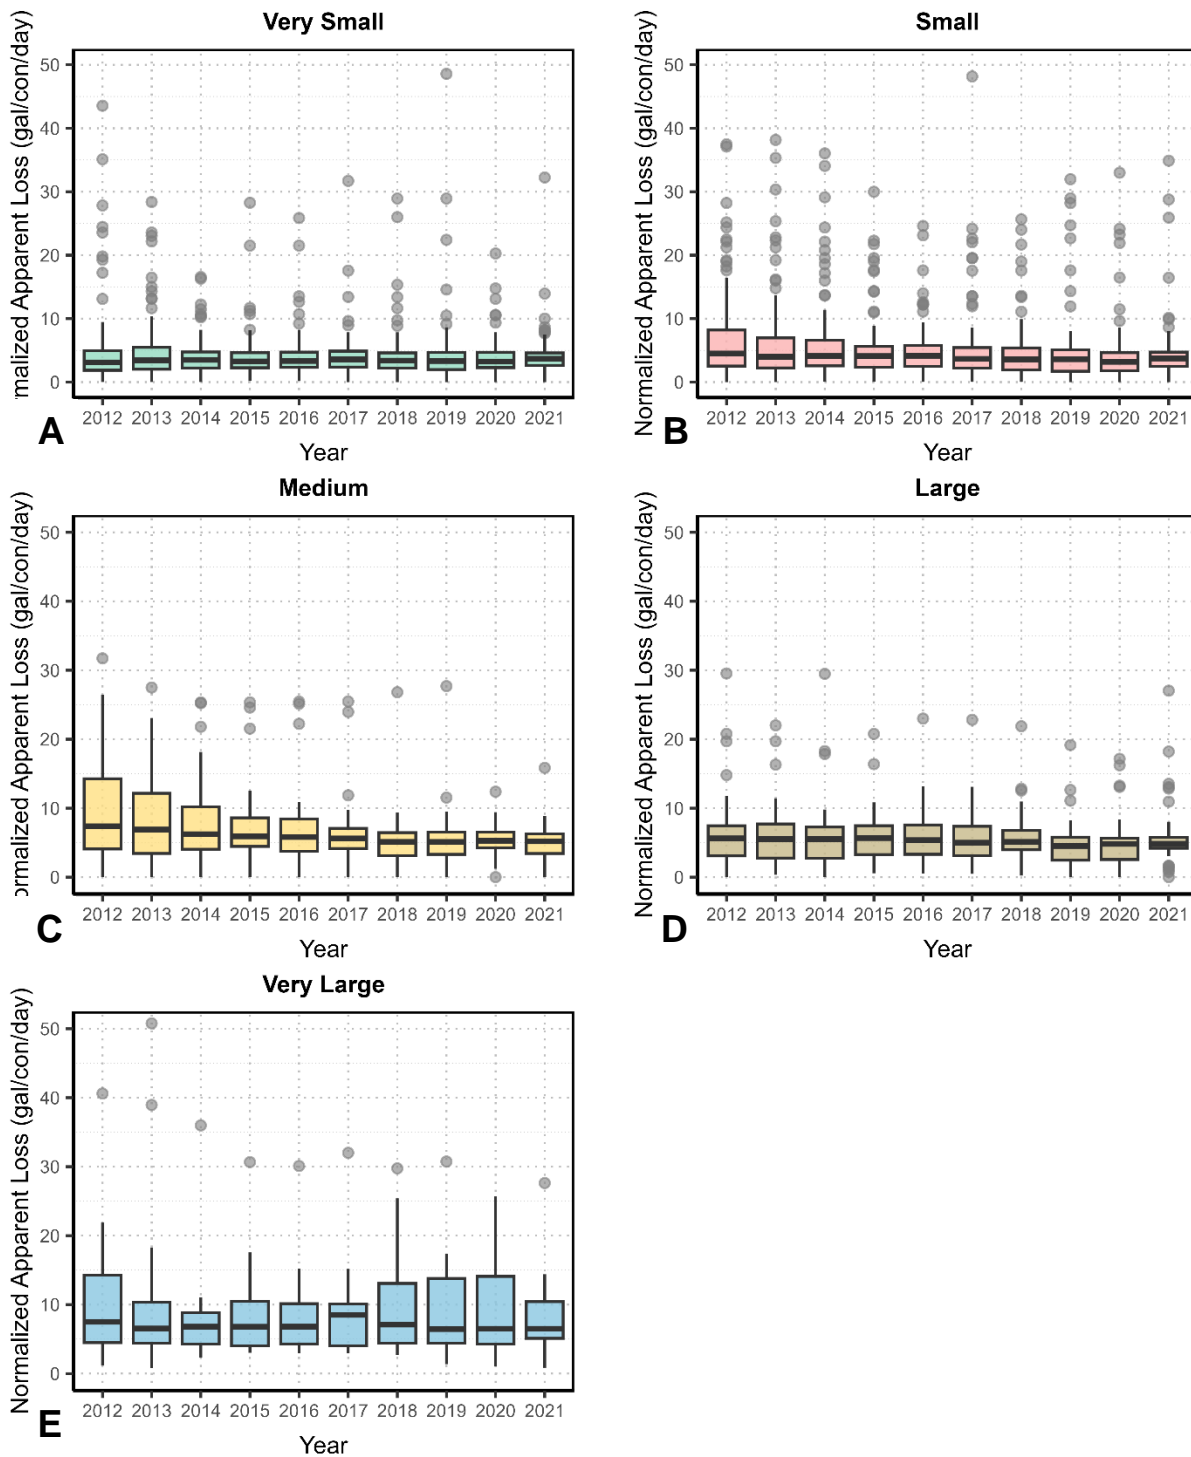 Very Small
Normalized Apparent Loss (gal/con/day)
50
40
30
20
10
0
2012 2013 2014 2015 2016 2017 2018 2019 2020 2021
A
Year
Small
Normalized Apparent Loss (gal/con/day)
50
40
30
20
10
0
2012 2013 2014 2015 2016 2017 2018 2019 2020 2021
B
Year
Medium
ormalized Apparent Loss (gal/con/day)
50
40
30
20
10
0
2012 2013 2014 2015 2016 2017 2018 2019 2020 2021
C
Year
Large
Normalized Apparent Loss (gal/con/day)
50
40
30
20
10
0
2012 2013 2014 2015 2016 2017 2018 2019 2020 2021
D
Year
Very Large
Normalized Apparent Loss (gal/con/day)
50
40
30
20
10
0
2012 2013 2014 2015 2016 2017 2018 2019 2020 2021
E
Year